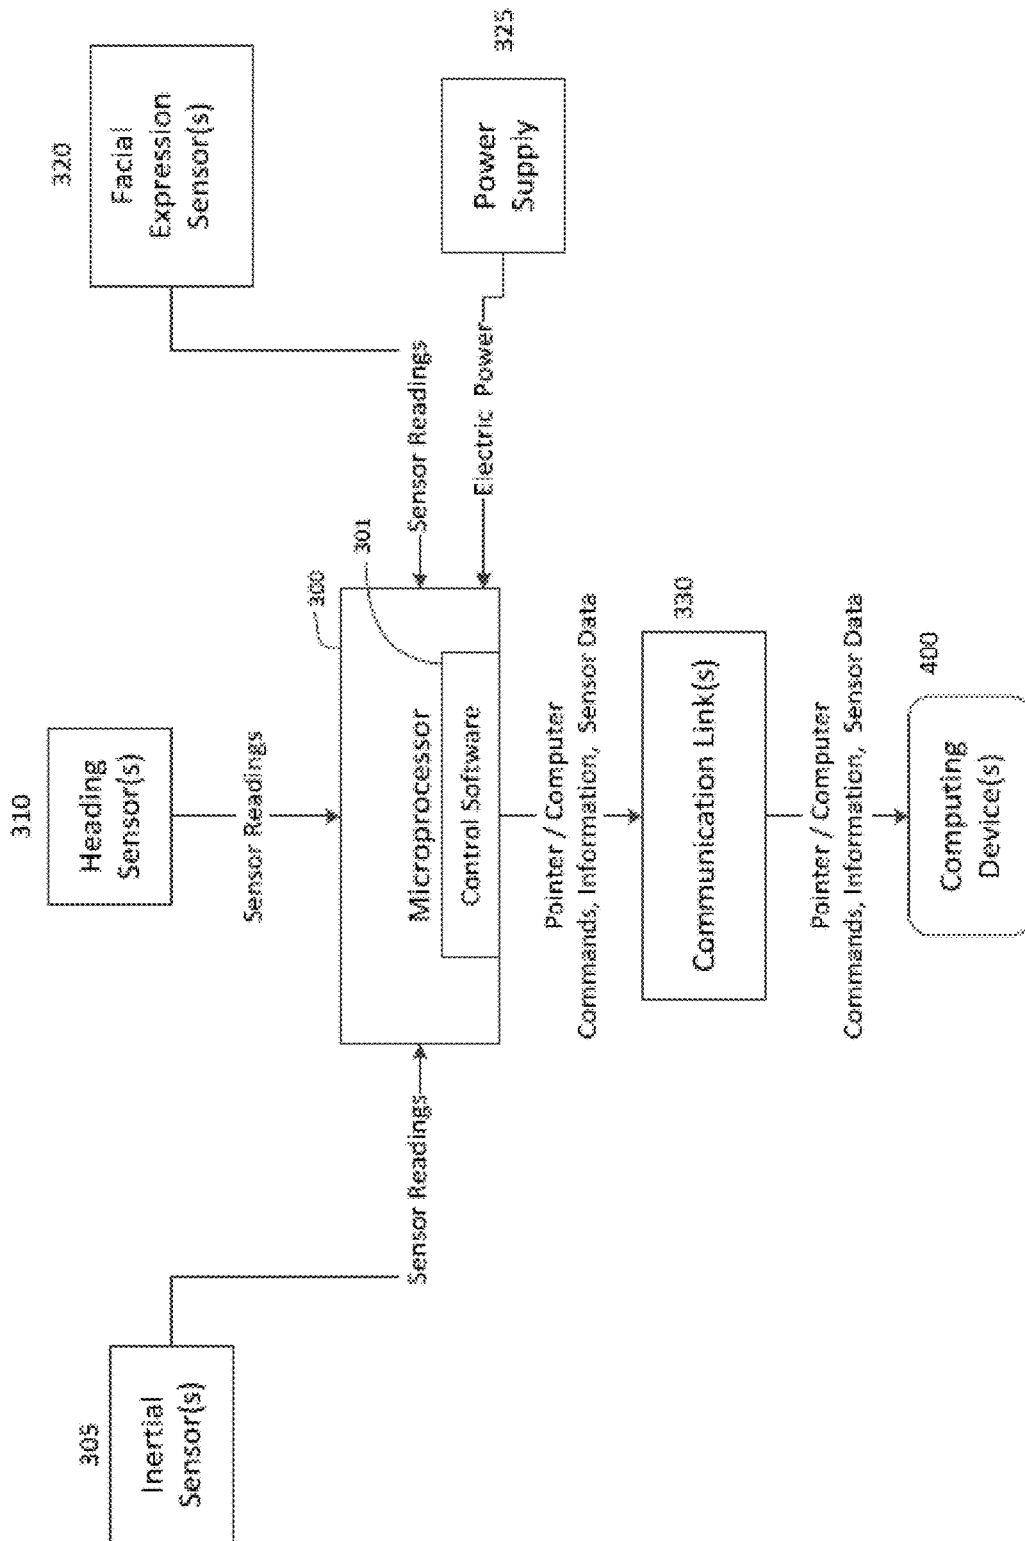 305
Inertial
Sensor(s)
310
Heading
Sensor(s)
320
Facial
Expression
Sensor(s)
Sensor Readings
Sensor Readings
Sensor Readings
325
Power
Supply
Electric Power
300
301
Microprocessor
Control Software
Pointer / Computer
Commands, Information, Sensor Data
330
Communication Link(s)
Pointer / Computer
Commands, Information, Sensor Data
400
Computing
Device(s)